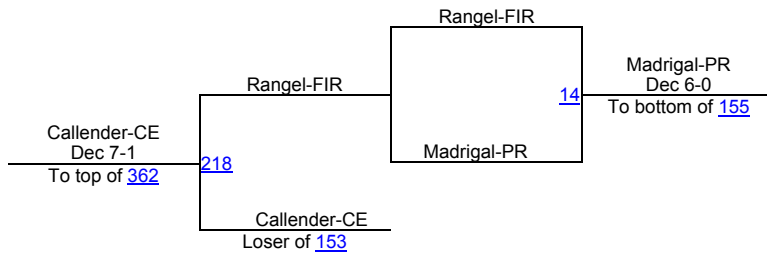 Rangel-FIR
Madrigal-PR
Dec 6-0
14
To bottom of 155
Rangel-FIR
Callender-CE
Dec 7-1
218
To top of 362
Madrigal-PR
Callender-CE
Loser of 153